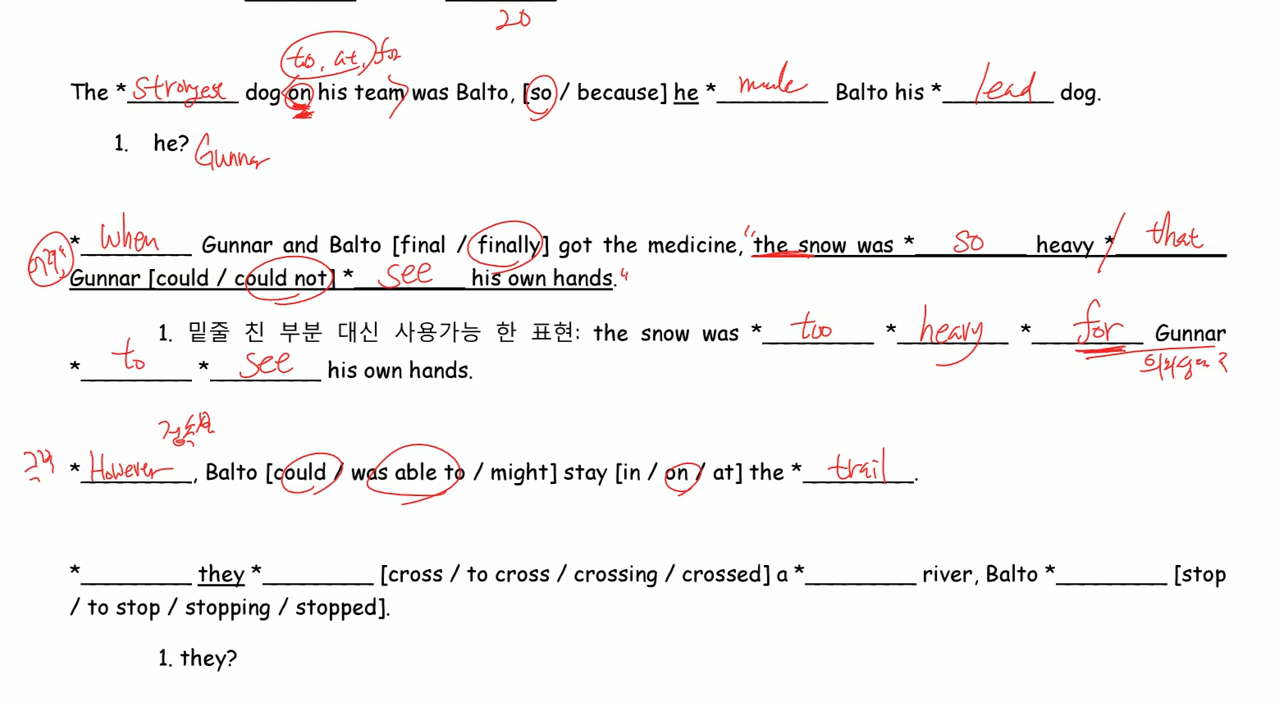 20
to, at, for
The *strongest dog on his team was Balto, [so / because] he *made Balto his *lead dog.
1. he? Gunnar
*When Gunnar and Balto [final / finally] got the medicine, "the snow was *so heavy *that
Gunnar [could / could not] *see his own hands."
1. 밑줄 친 부분 대신 사용가능 한 표현: the snow was *too *heavy *for Gunnar
*to *see his own hands.
*However, Balto [could / was able to / might] stay [in / on / at] the *trail.
*__________ they *__________ [cross / to cross / crossing / crossed] a *__________ river, Balto *__________ [stop
/ to stop / stopping / stopped].
1. they?